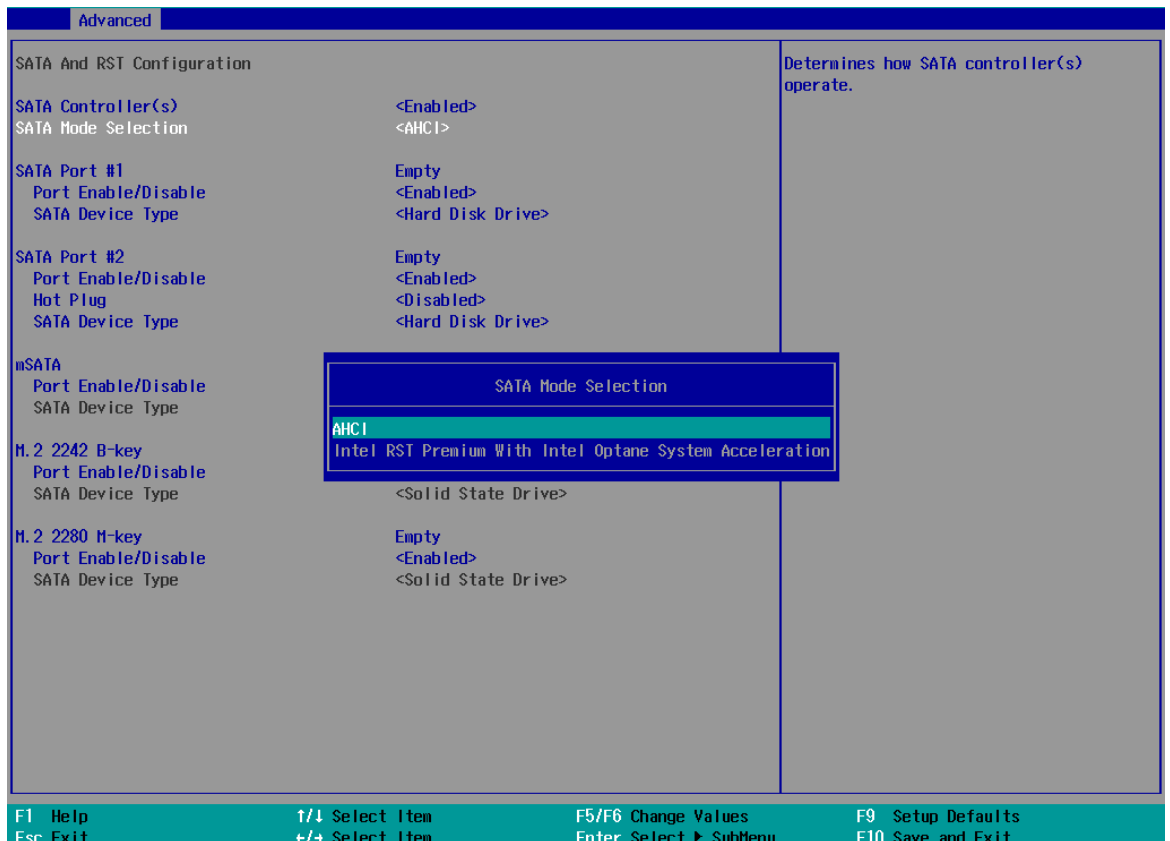 Advanced
SATA And RST Configuration
Determines how SATA controller(s)
operate.
SATA Controller(s) <Enabled>
SATA Mode Selection <AHCI>
SATA Port #1 Empty
Port Enable/Disable <Enabled>
SATA Device Type <Hard Disk Drive>
SATA Port #2 Empty
Port Enable/Disable <Enabled>
Hot Plug <Disabled>
SATA Device Type <Hard Disk Drive>
mSATA
Port Enable/Disable
SATA Device Type
SATA Mode Selection
AHCI
Intel RST Premium With Intel Optane System Acceleration
M.2 2242 B-key
Port Enable/Disable
SATA Device Type <Solid State Drive>
M.2 2280 M-key Empty
Port Enable/Disable <Enabled>
SATA Device Type <Solid State Drive>
F1 Help ↑/↓ Select Item F5/F6 Change Values F9 Setup Defaults
Esc Exit ←/→ Select Item Enter Select ▶ SubMenu F10 Save and Exit